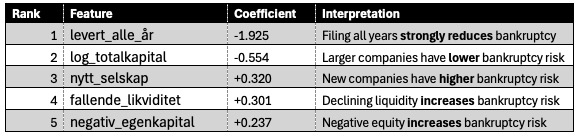 Rank Feature Coefficient Interpretation
1 levert_alle_år -1.925 Filing all years strongly reduces bankruptcy
2 log_totalkapital -0.554 Larger companies have lower bankruptcy risk
3 nytt_selskap +0.320 New companies have higher bankruptcy risk
4 fallende_likviditet +0.301 Declining liquidity increases bankruptcy risk
5 negativ_egenkapital +0.237 Negative equity increases bankruptcy risk